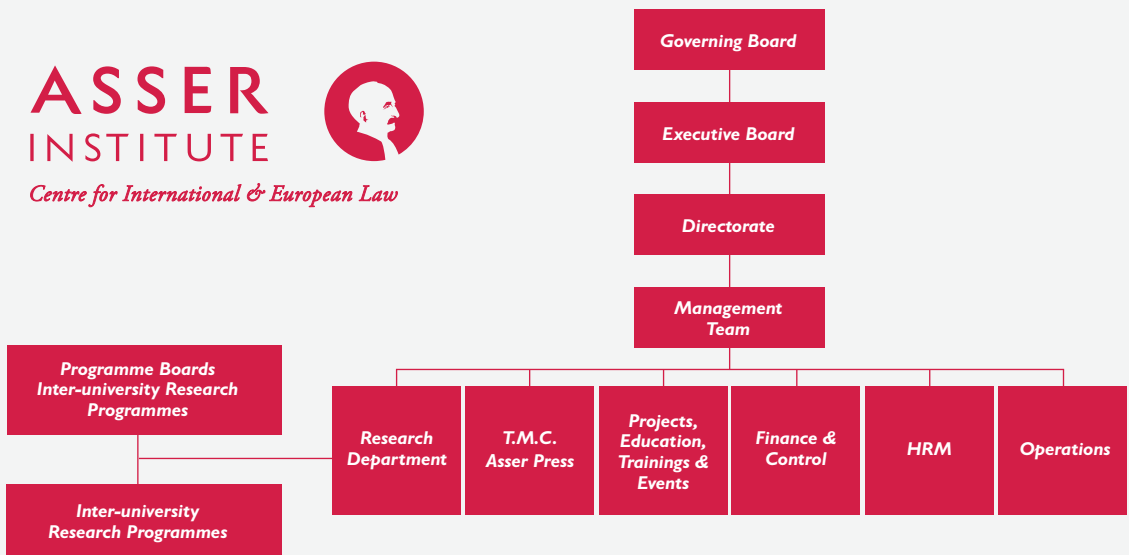 ASSER
INSTITUTE
Centre for International & European Law
Governing Board
Executive Board
Directorate
Management
Team
Programme Boards
Inter-university Research
Programmes
Inter-university
Research Programmes
Research
Department
T.M.C.
Asser Press
Projects,
Education,
Trainings &
Events
Finance &
Control
HRM
Operations